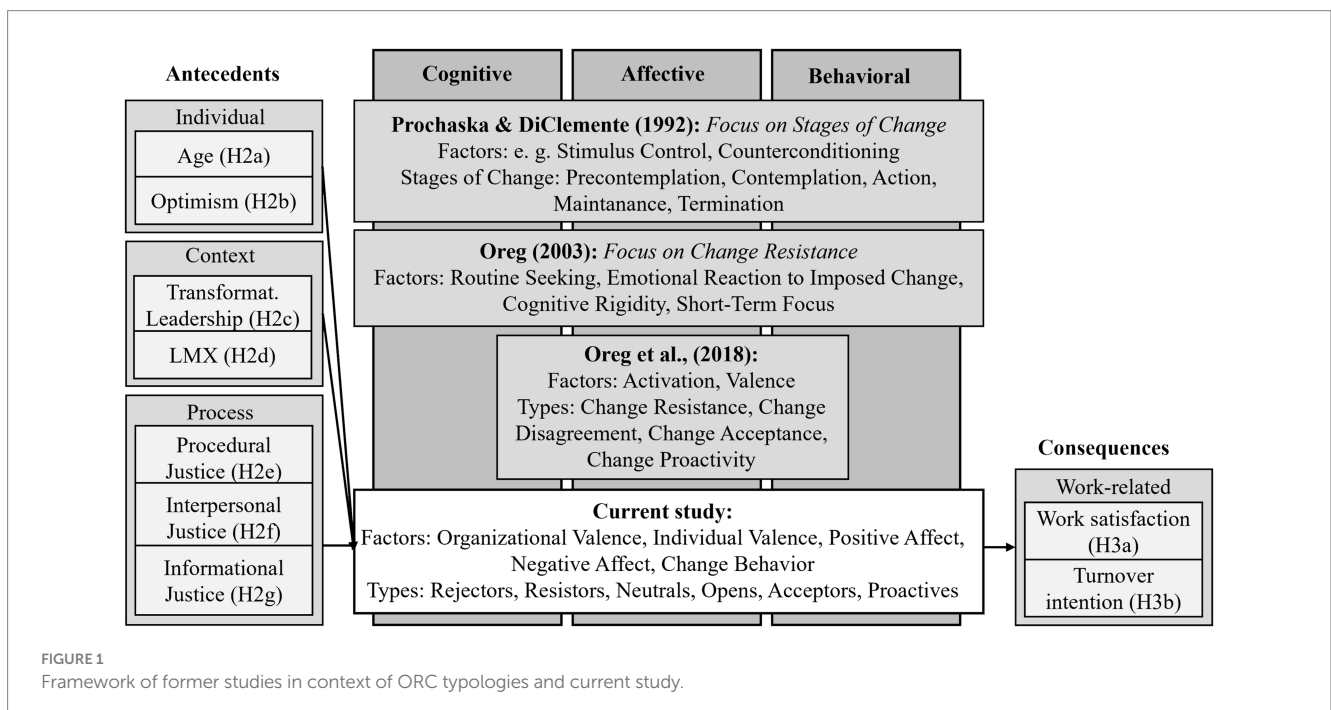 Antecedents
Individual
Age (H2a)
Optimism (H2b)
Context
Transformat.
Leadership (H2c)
LMX (H2d)
Process
Procedural
Justice (H2e)
Interpersonal
Justice (H2f)
Informational
Justice (H2g)
Cognitive
Affective
Behavioral
Prochaska & DiClemente (1992): Focus on Stages of Change
Factors: e. g. Stimulus Control, Counterconditioning
Stages of Change: Precontemplation, Contemplation, Action,
Maintanance, Termination
Oreg (2003): Focus on Change Resistance
Factors: Routine Seeking, Emotional Reaction to Imposed Change,
Cognitive Rigidity, Short-Term Focus
Oreg et al., (2018):
Factors: Activation, Valence
Types: Change Resistance, Change
Disagreement, Change Acceptance,
Change Proactivity
Current study:
Factors: Organizational Valence, Individual Valence, Positive Affect,
Negative Affect, Change Behavior
Types: Rejectors, Resistors, Neutrals, Opens, Acceptors, Proactives
Consequences
Work-related
Work satisfaction
(H3a)
Turnover
intention (H3b)
FIGURE 1
Framework of former studies in context of ORC typologies and current study.